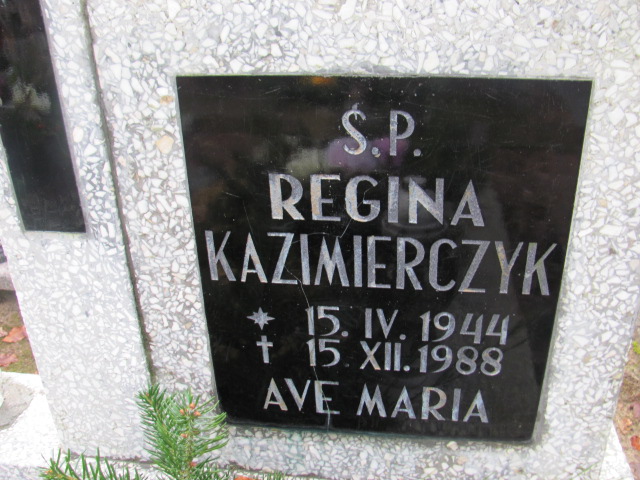 Ś.P.
REGINA
KAZIMIERCZYK
* 15. IV. 1944
† 15. XII. 1988
AVE MARIA